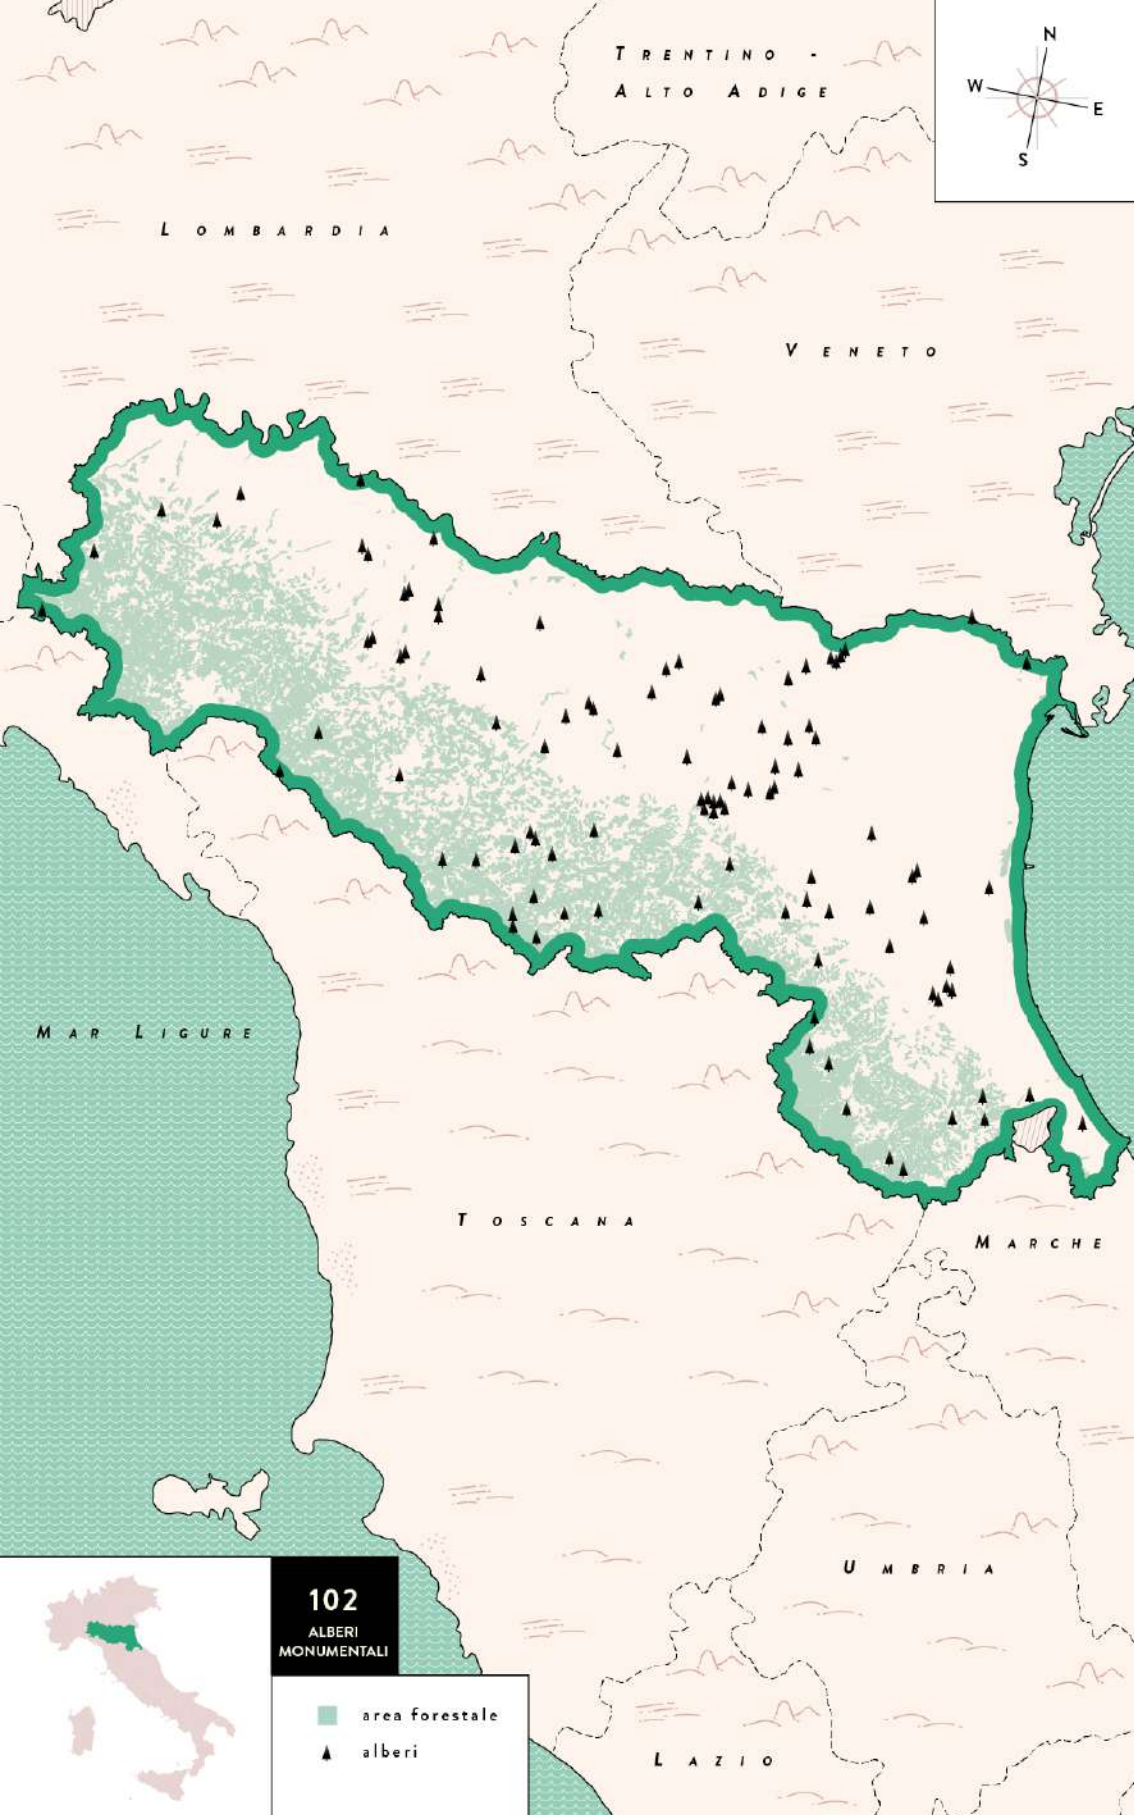 TRENTINO -
ALTO ADIGE
N
W
E
S
LOMBARDIA
VENETO
MAR LIGURE
TOSCANA
MARCHE
UMBRIA
102
ALBERI
MONUMENTALI
area forestale
alberi
LAZIO